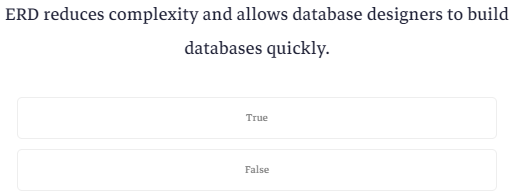 ERD reduces complexity and allows database designers to build
databases quickly.
True
False